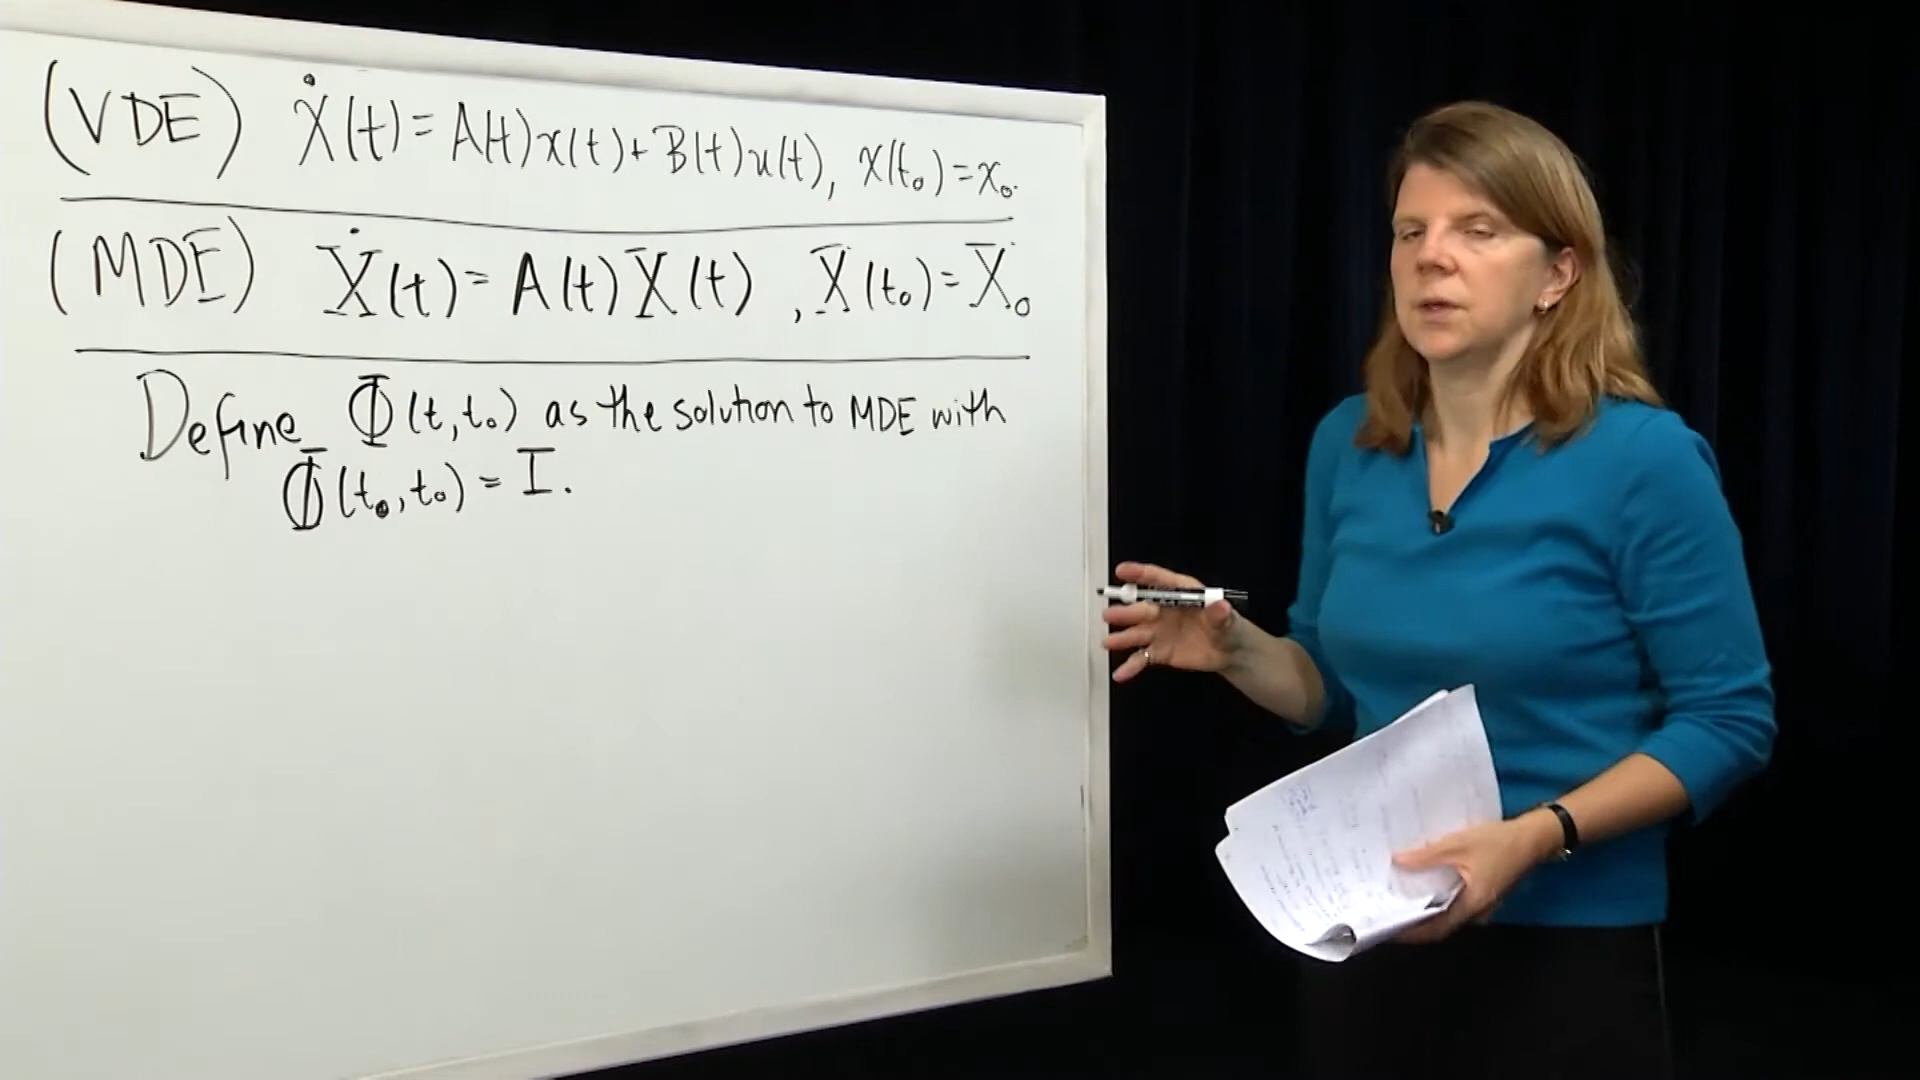 (VDE) ẋ(t) = A(t)x(t) + B(t)u(t), x(t₀) = x₀.
(MDE) Ẋ(t) = A(t)X(t), X(t₀) = X₀
Define Φ(t,t₀) as the solution to MDE with
Φ(t₀,t₀) = I.